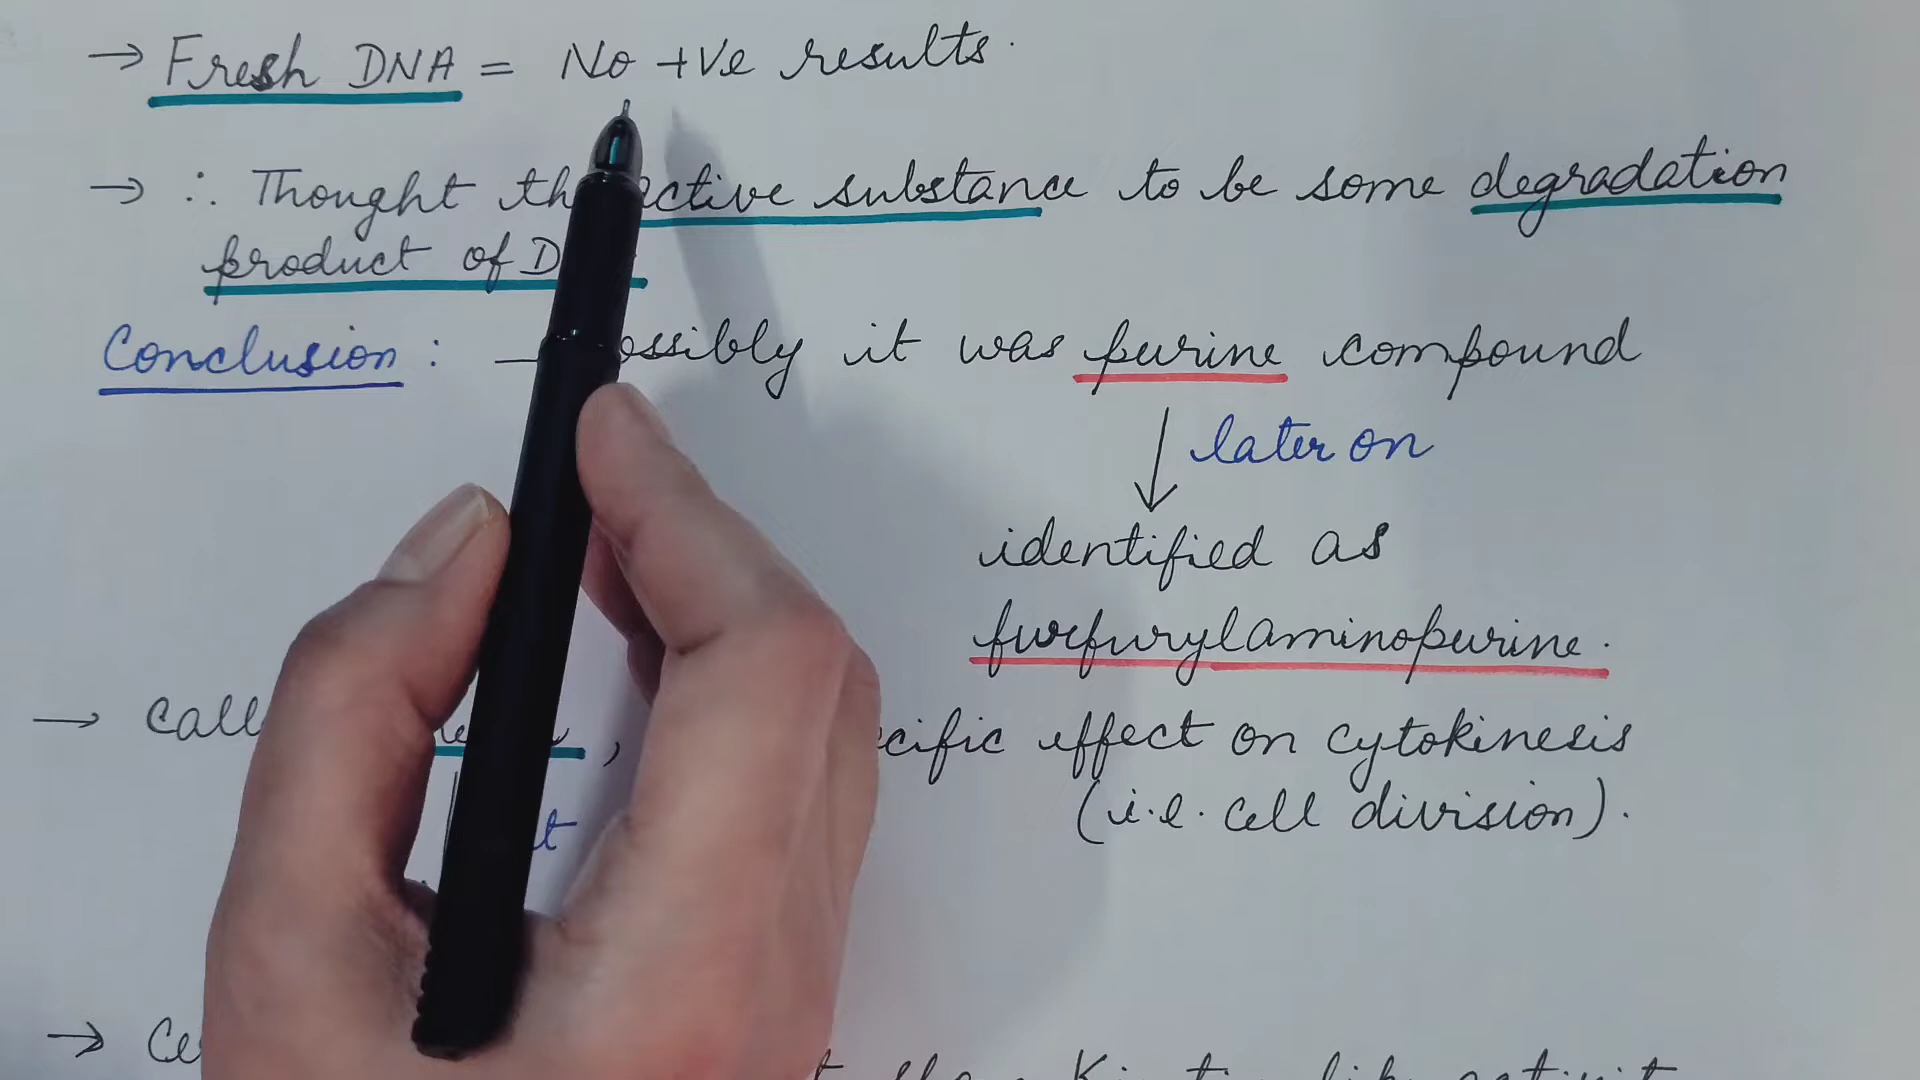 → Fresh DNA = No +ve results.
→ ∴ Thought th active substance to be some degradation
product of D
Conclusion : — ossibly it was purine compound
↓ later on
identified as
furfurylaminopurine.
→ Call , cific effect on cytokinesis
(i.e. cell division).
→ Ce